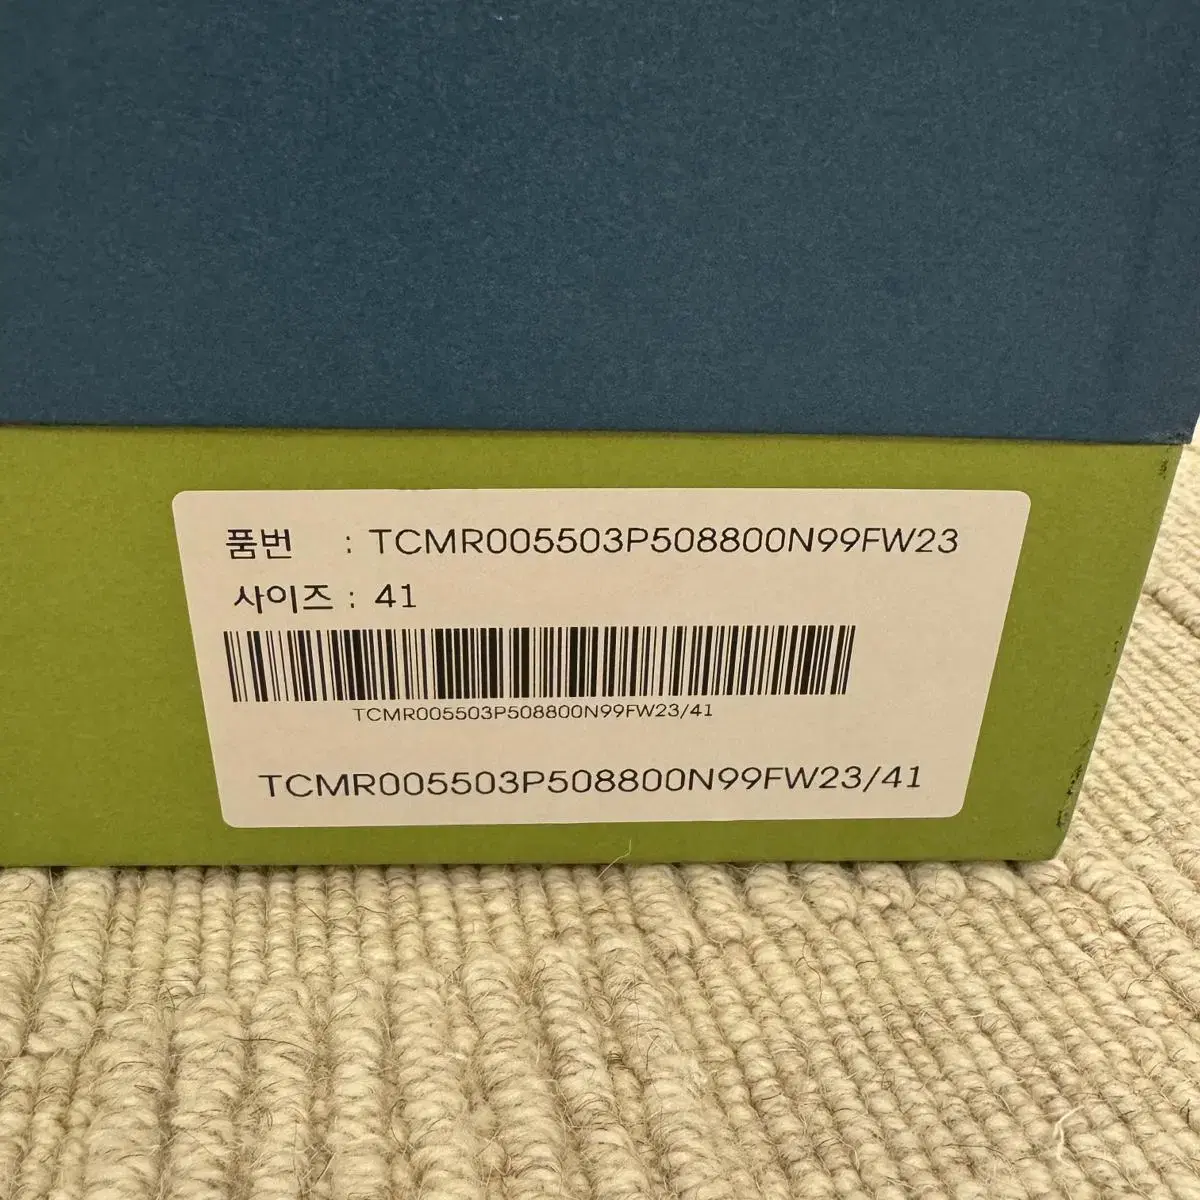 품번 : TCMR005503P508800N99FW23
사이즈 : 41
TCMR005503P508800N99FW23/41
TCMR005503P508800N99FW23/41